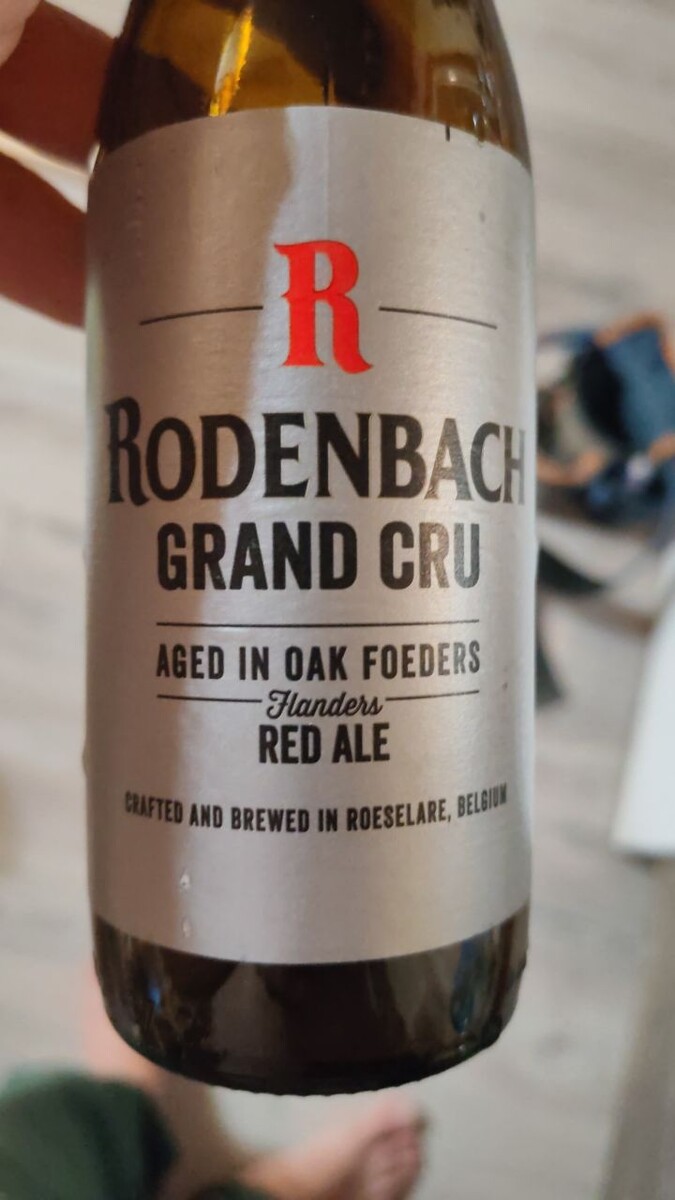 R
RODENBACH
GRAND CRU
AGED IN OAK FOEDERS
Flanders
RED ALE
CRAFTED AND BREWED IN ROESELARE, BELGIUM